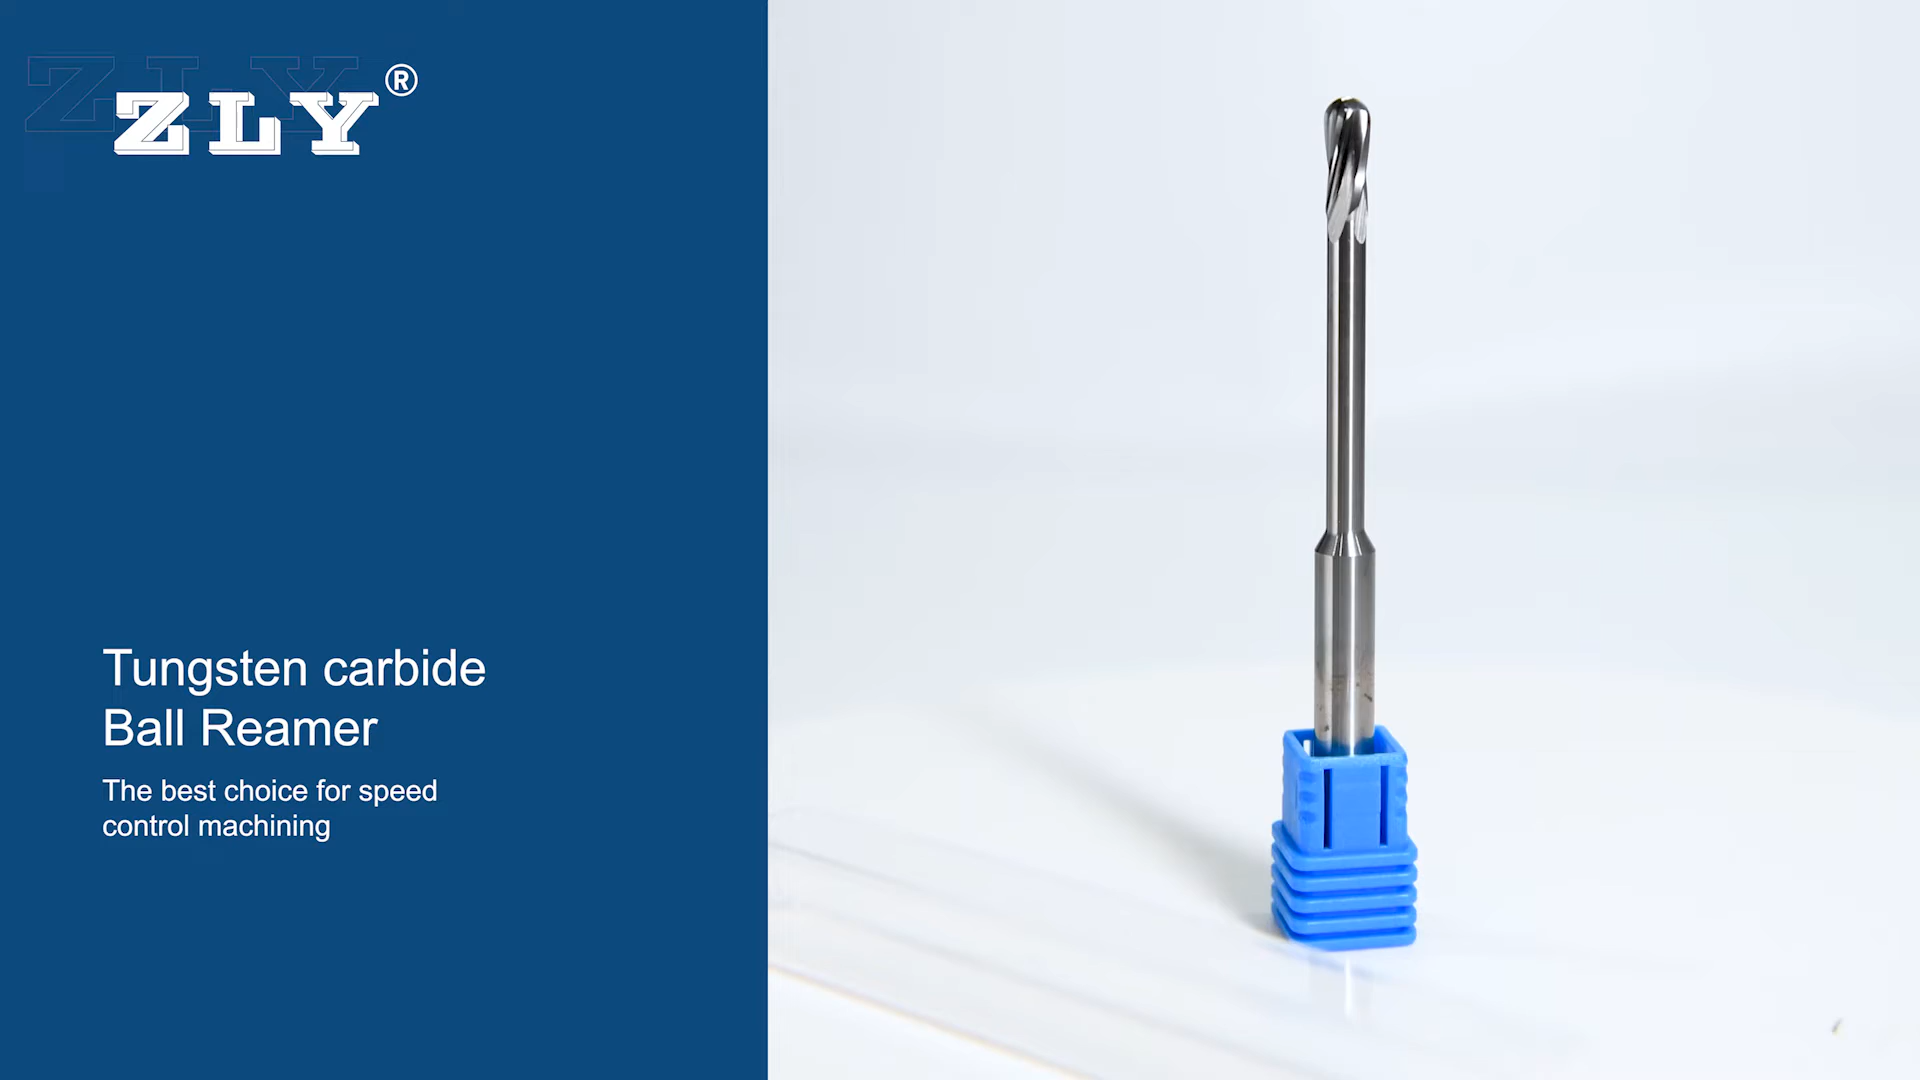 ZLY®
Tungsten carbide
Ball Reamer
The best choice for speed
control machining